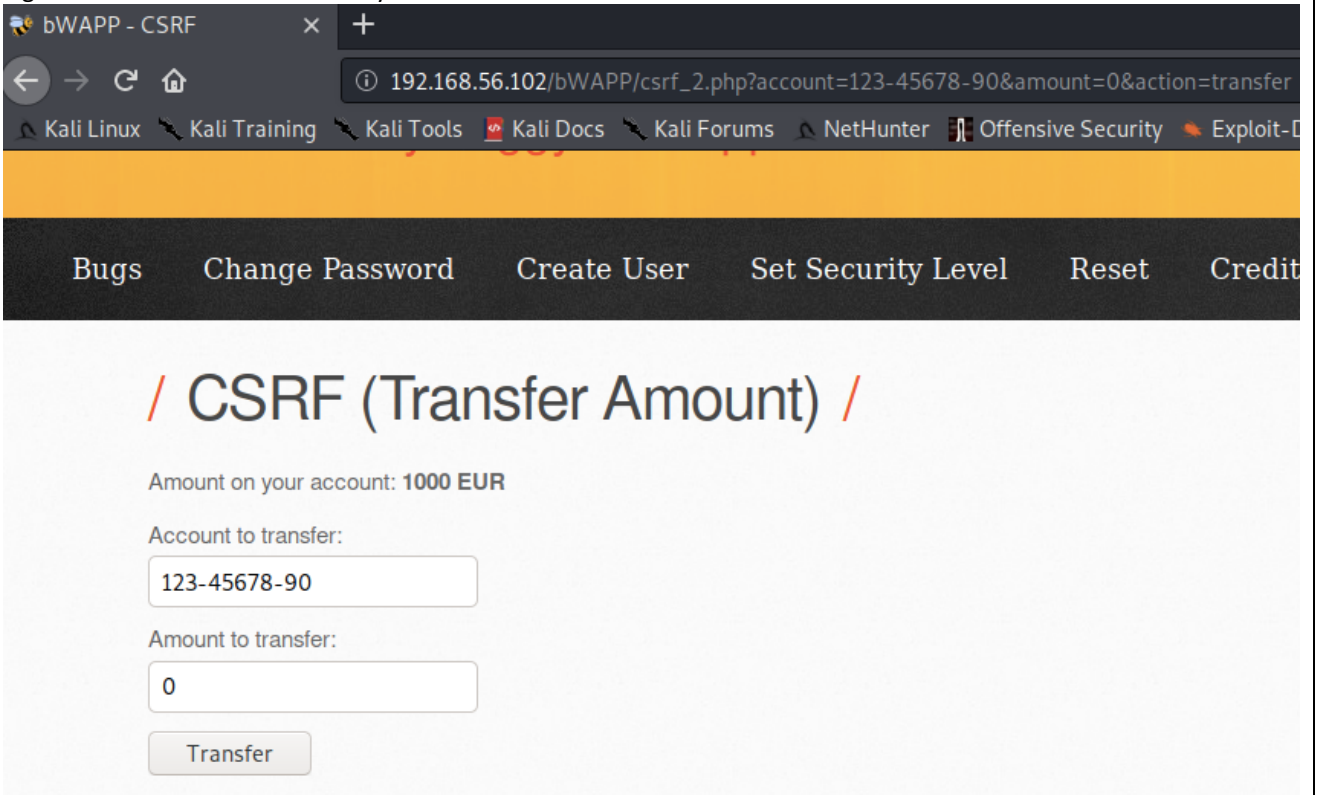 bWAPP - CSRF
192.168.56.102/bWAPP/csrf_2.php?account=123-45678-90&amount=0&action=transfer
Kali Linux Kali Training Kali Tools Kali Docs Kali Forums NetHunter Offensive Security Exploit-D
Bugs Change Password Create User Set Security Level Reset Credit
/ CSRF (Transfer Amount) /
Amount on your account: 1000 EUR
Account to transfer:
123-45678-90
Amount to transfer:
0
Transfer